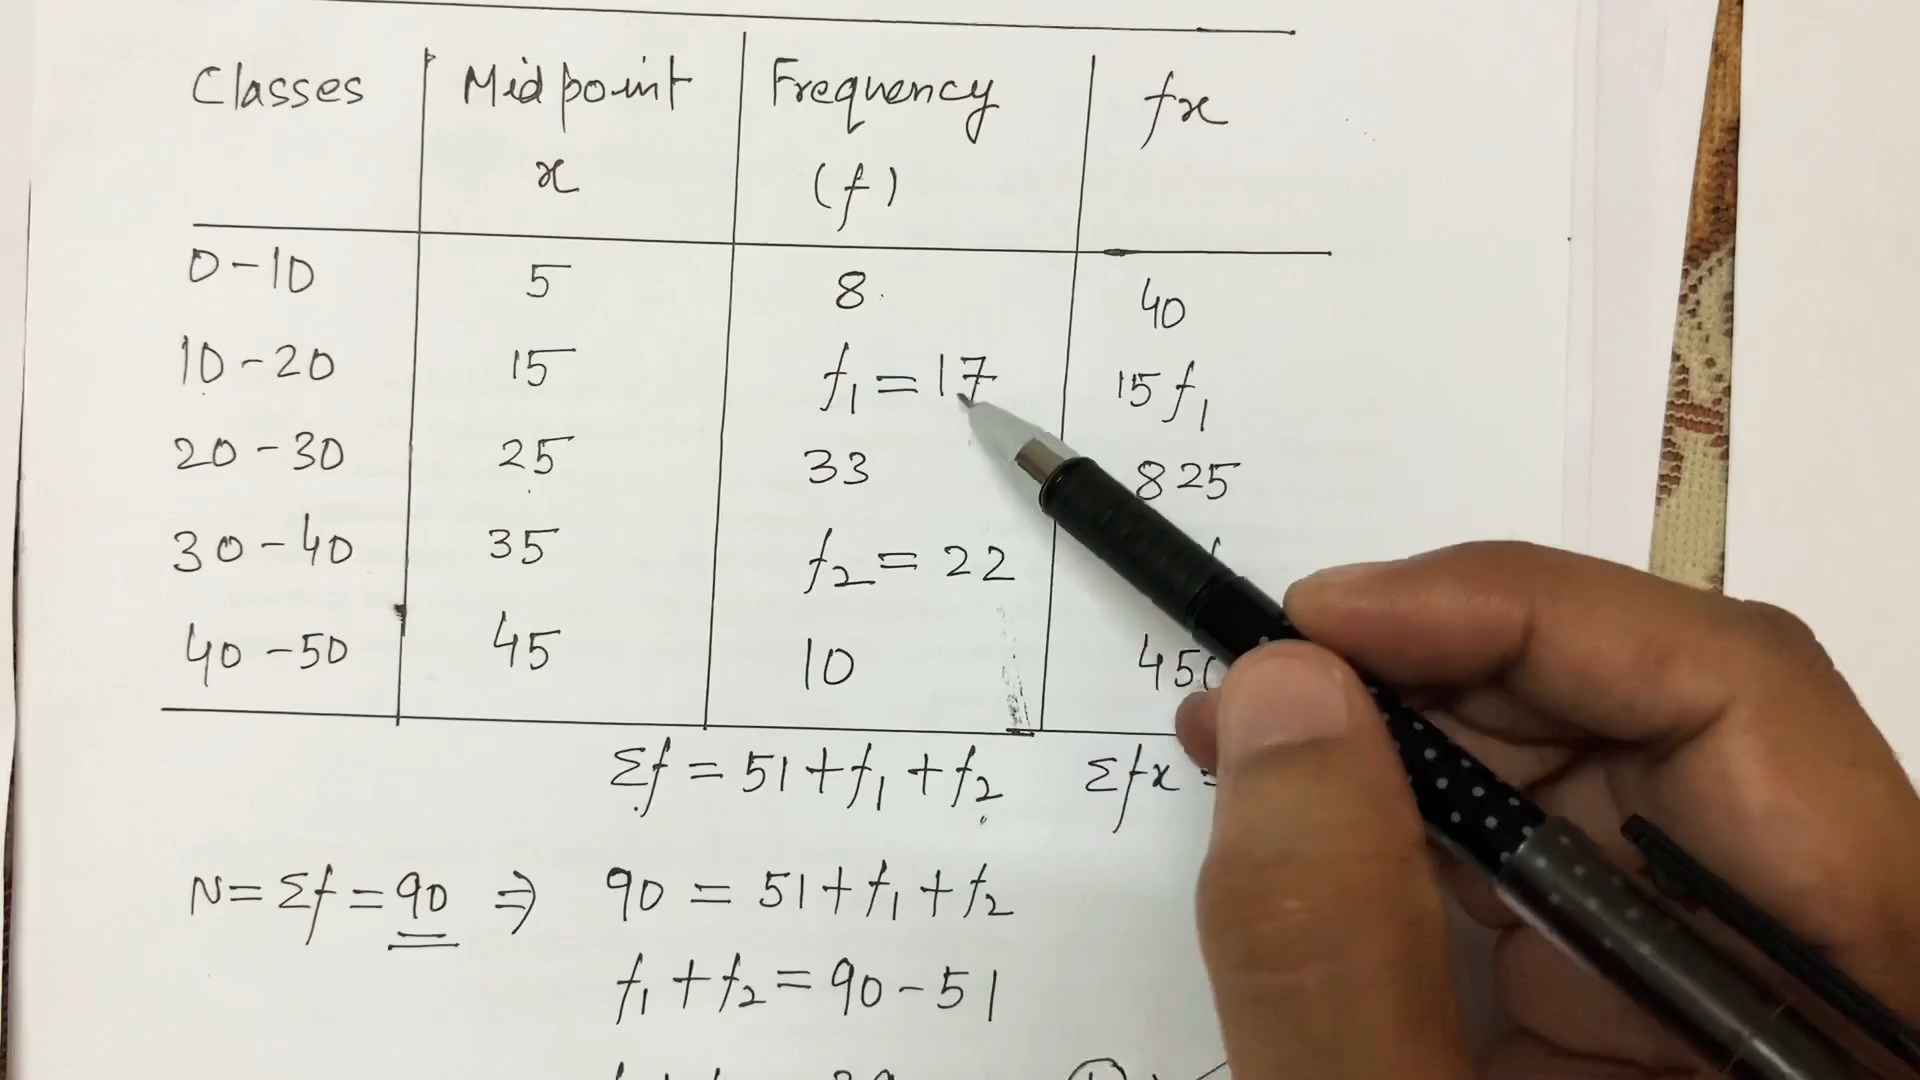 Classes Midpoint x Frequency (f) fx
0-10 5 8 40
10-20 15 f₁ = 17 15f₁
20-30 25 33 825
30-40 35 f₂ = 22
40-50 45 10 450
Σf = 51 + f₁ + f₂ Σfx =
N = Σf = 90 ⇒ 90 = 51 + f₁ + f₂
f₁ + f₂ = 90 - 51